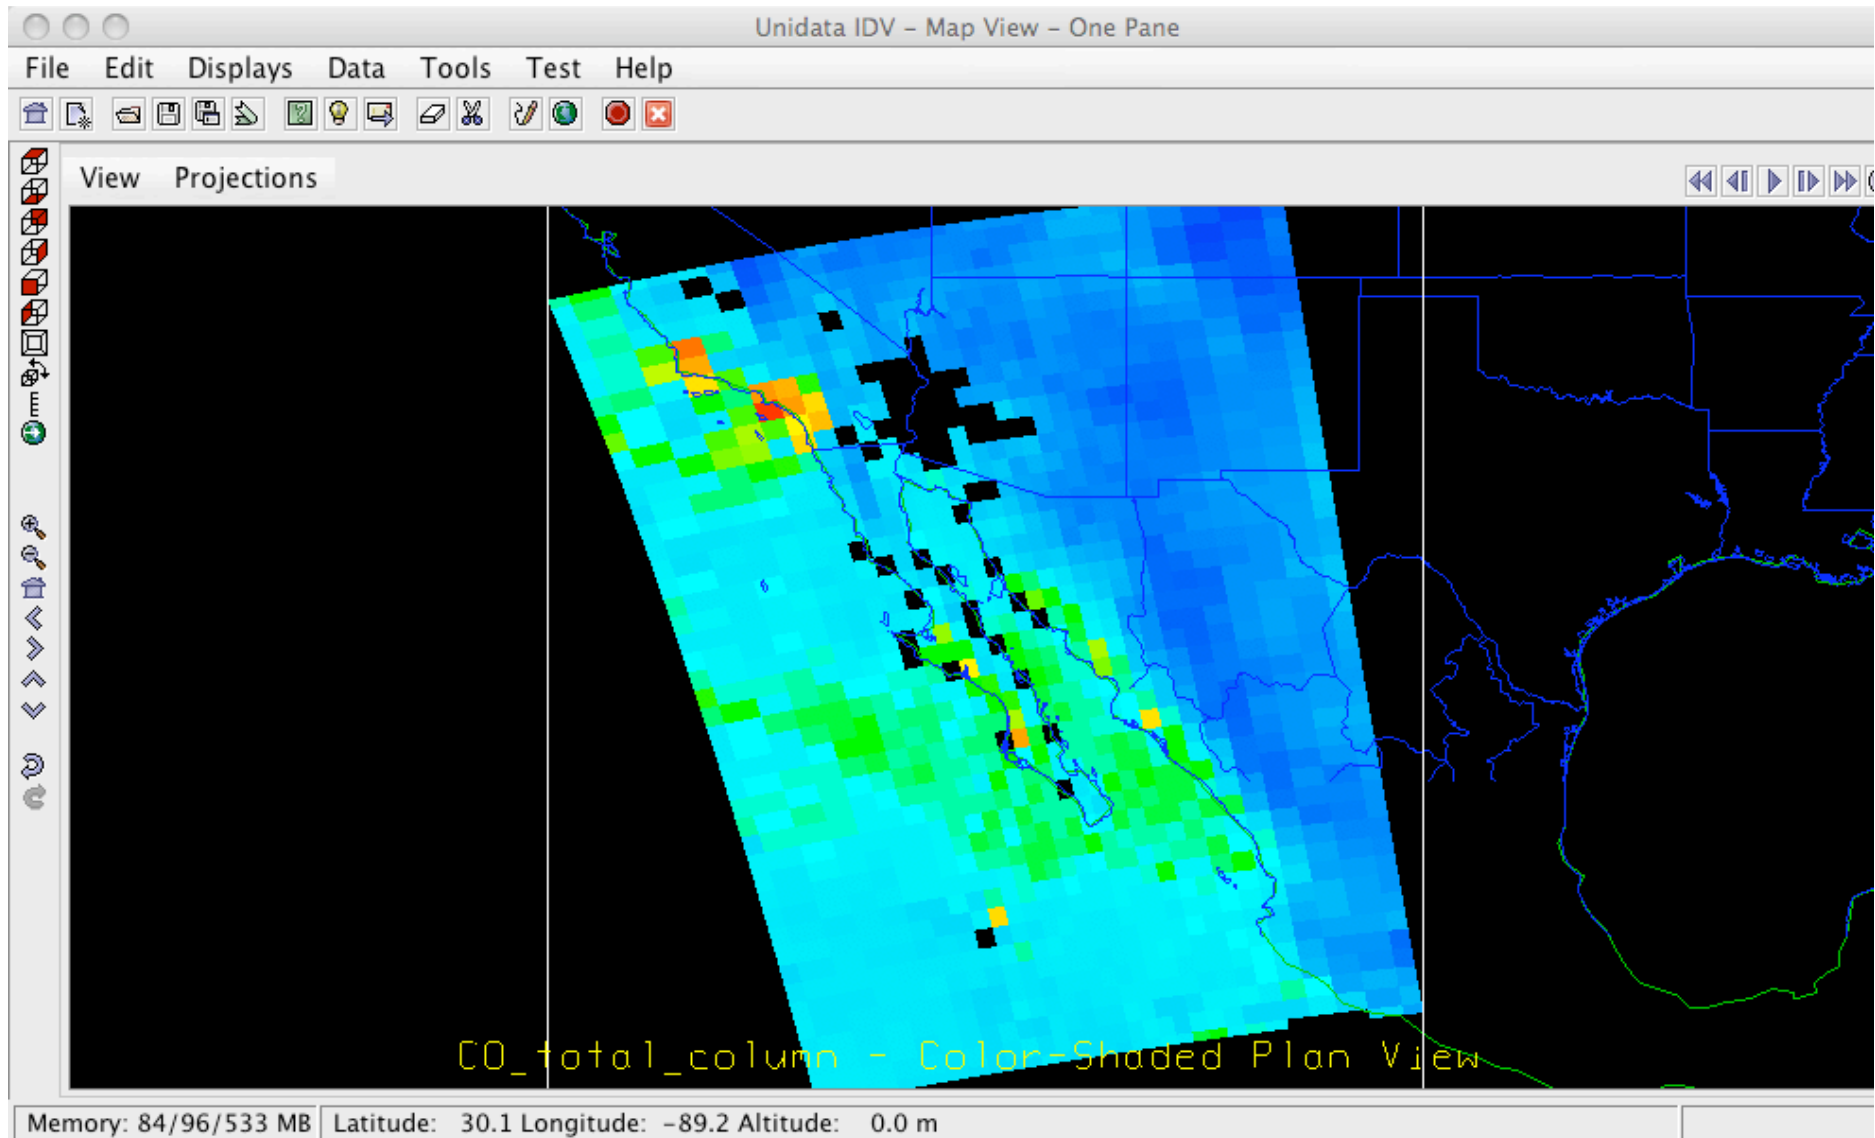 Unidata IDV – Map View – One Pane
File Edit Displays Data Tools Test Help
View Projections
CO_total_column - Color-Shaded Plan View
Memory: 84/96/533 MB Latitude: 30.1 Longitude: -89.2 Altitude: 0.0 m